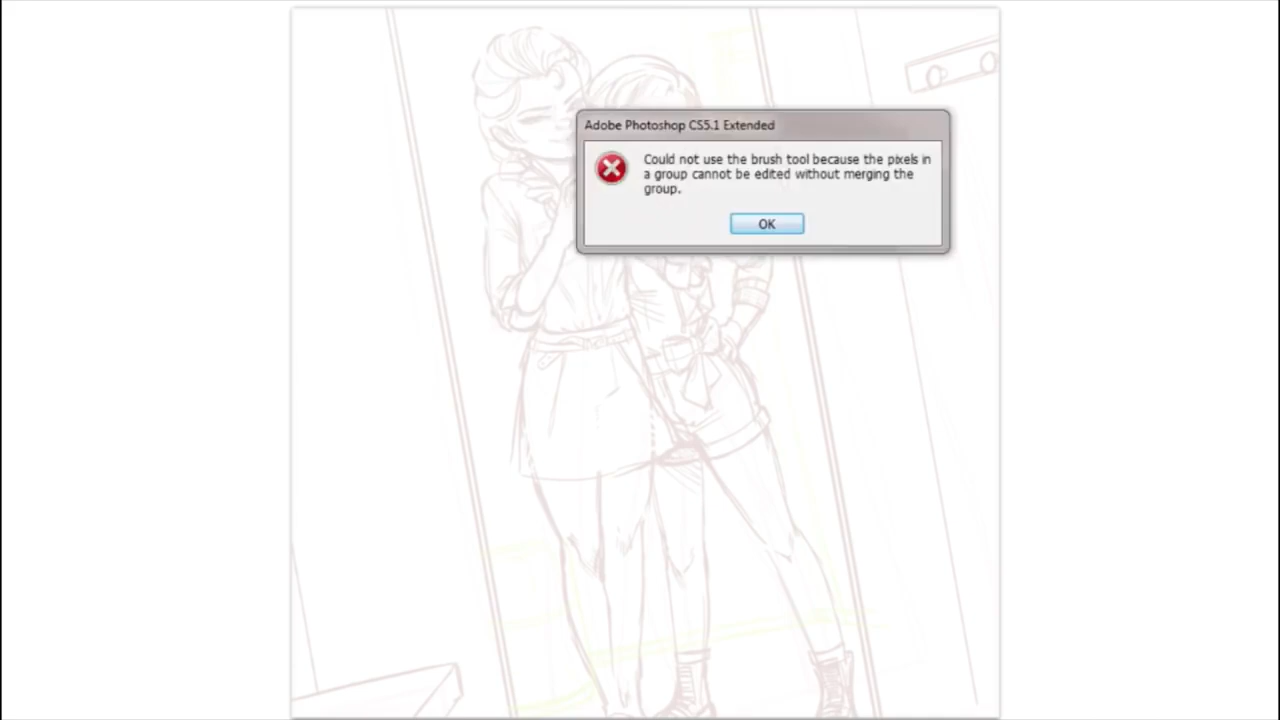 Adobe Photoshop CS5.1 Extended
Could not use the brush tool because the pixels in
a group cannot be edited without merging the
group.
OK